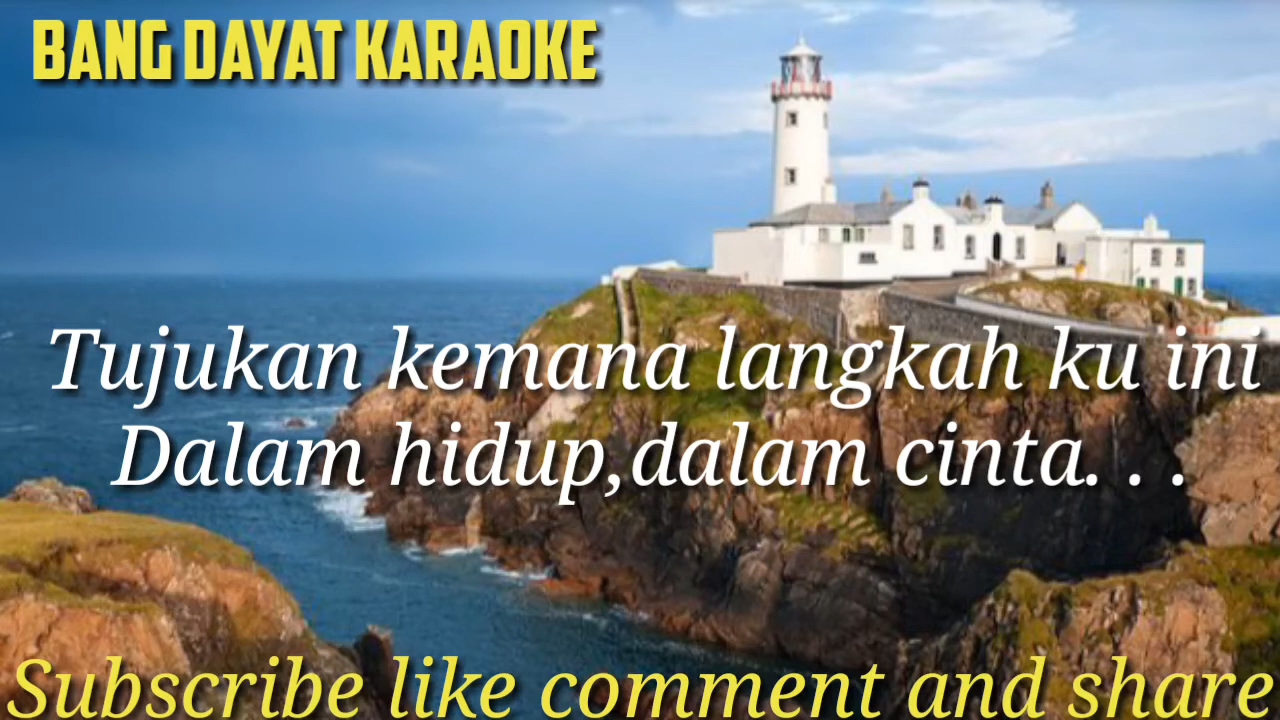 BANG DAYAT KARAOKE
Tujukan kemana langkah ku ini
Dalam hidup,dalam cinta. . .
Subscribe like comment and share